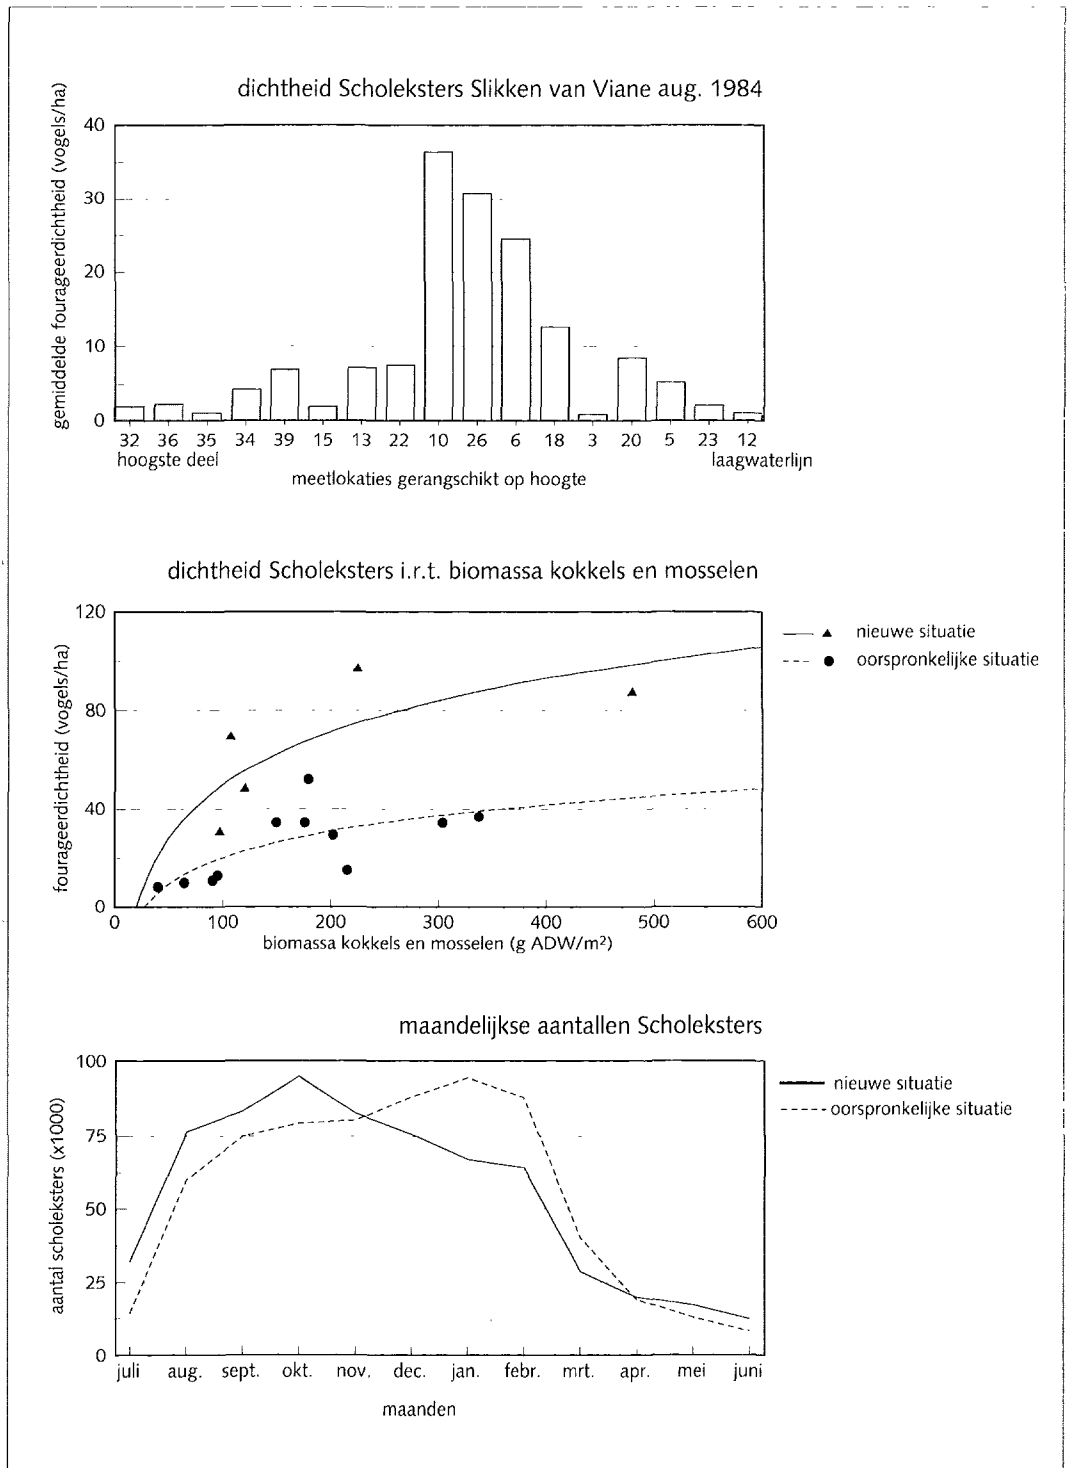 dichtheid Scholeksters Slikken van Viane aug. 1984
gemiddelde fourageerdichtheid (vogels/ha)
40
30
20
10
0
32 36 35 34 39 15 13 22 10 26 6 18 3 20 5 23 12
hoogste deel laagwaterlijn
meetlokaties gerangschikt op hoogte
dichtheid Scholeksters i.r.t. biomassa kokkels en mosselen
fourageerdichtheid (vogels/ha)
120
80
40
0
0 100 200 300 400 500 600
biomassa kokkels en mosselen (g ADW/m²)
nieuwe situatie
oorspronkelijke situatie
maandelijkse aantallen Scholeksters
aantal scholeksters (x1000)
100
75
50
25
0
juli aug. sept. okt. nov. dec. jan. febr. mrt. apr. mei juni
maanden
nieuwe situatie
oorspronkelijke situatie